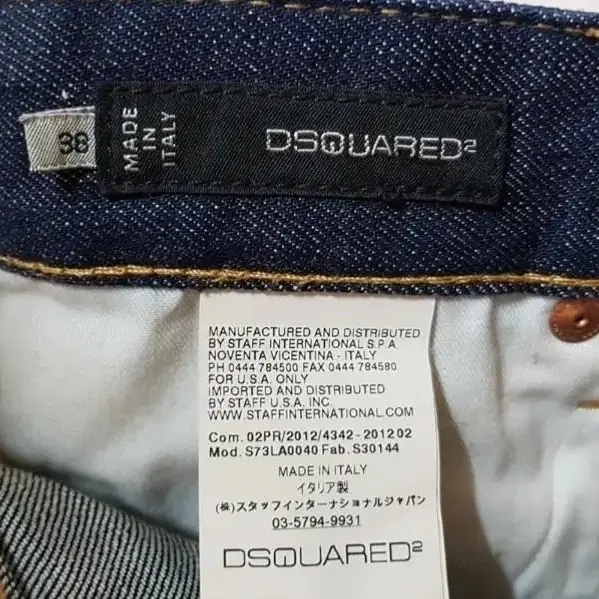 38
MADE
IN
ITALY
DSQUARED²
MANUFACTURED AND DISTRIBUTED
BY STAFF INTERNATIONAL S.P.A.
NOVENTA VICENTINA - ITALY
PH 0444 784500 FAX 0444 784580
FOR U.S.A. ONLY
IMPORTED AND DISTRIBUTED
BY STAFF U.S.A. INC.
WWW.STAFFINTERNATIONAL.COM
Com. 02PR/2012/4342 - 2012 02
Mod. S73LA0040 Fab. S30144
MADE IN ITALY
イタリア製
(株)スタッフインターナショナルジャパン
03-5794-9931
DSQUARED²